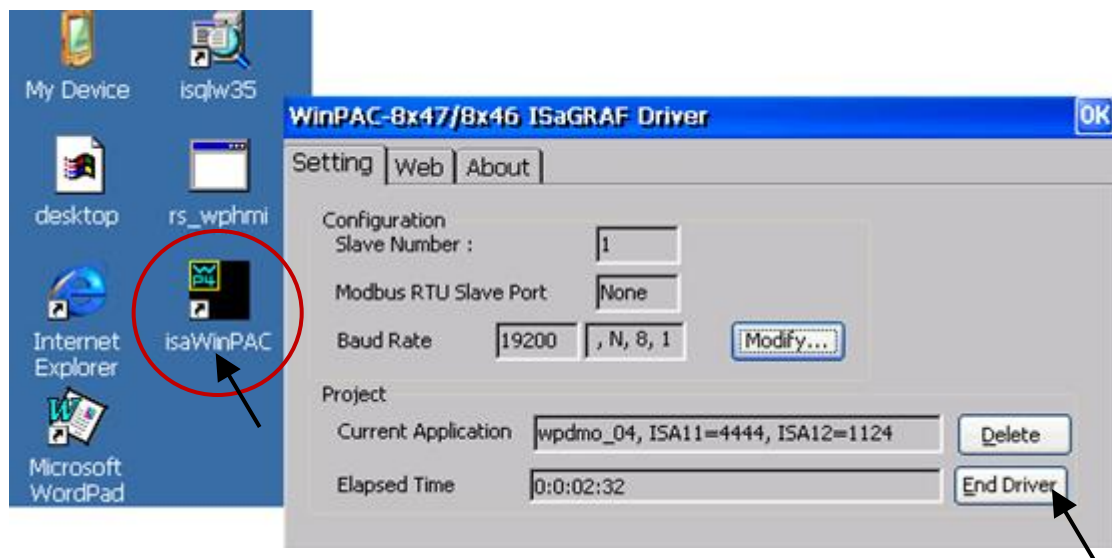 My Device
isqlw35
desktop
rs_wphmi
Internet
Explorer
isaWinPAC
WP4
Microsoft
WordPad
WinPAC-8x47/8x46 ISaGRAF Driver
OK
Setting
Web
About
Configuration
Slave Number :
1
Modbus RTU Slave Port
None
Baud Rate
19200
, N, 8, 1
Modify...
Project
Current Application
wpdmo_04, ISA11=4444, ISA12=1124
Delete
Elapsed Time
0:0:02:32
End Driver